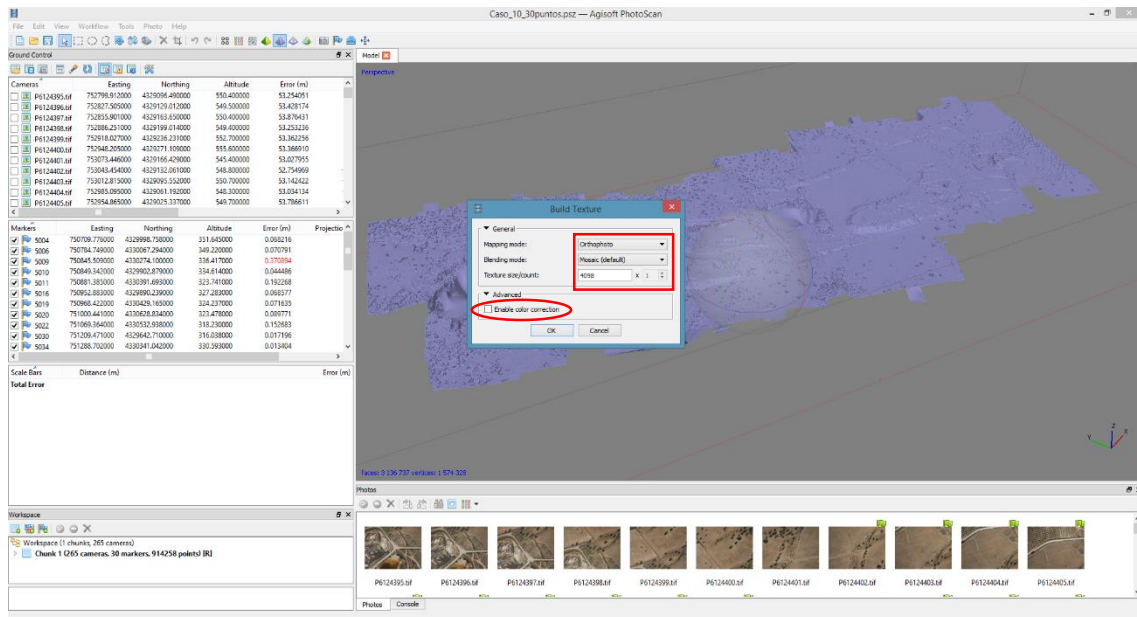 Caso_10_30puntos.psz — Agisoft PhotoScan
File Edit View Workflow Tools Photo Help
Ground Control
Cameras Easting Northing Altitude Error (m)
P6124395.tif 752799.912000 4329096.490000 550.400000 53.254051
P6124396.tif 752827.505000 4329129.012000 549.500000 53.428174
P6124397.tif 752855.901000 4329163.650000 550.400000 53.876431
P6124398.tif 752886.251000 4329199.014000 549.400000 53.253236
P6124399.tif 752918.027000 4329236.231000 552.700000 53.362256
P6124400.tif 752948.205000 4329271.109000 555.600000 53.366910
P6124401.tif 753073.446000 4329166.429000 545.400000 53.027955
P6124402.tif 753043.454000 4329132.061000 548.800000 52.754969
P6124403.tif 753012.815000 4329095.552000 550.700000 53.142422
P6124404.tif 752985.095000 4329061.192000 548.300000 53.034134
P6124405.tif 752954.865000 4329025.337000 549.700000 53.786611
Markers Easting Northing Altitude Error (m) Projectio
5004 750709.776000 4329998.758000 351.645000 0.068216
5006 750784.749000 4330067.294000 349.220000 0.070791
5009 750845.509000 4330274.100000 336.417000 0.370894
5010 750849.342000 4329902.879000 334.614000 0.044486
5011 750881.385000 4330391.693000 323.741000 0.192268
5016 750952.883000 4329890.239000 327.283000 0.068577
5019 750968.422000 4330429.165000 324.237000 0.071635
5020 751000.441000 4330628.834000 323.478000 0.089771
5022 751069.364000 4330532.938000 318.230000 0.152683
5030 751209.471000 4329642.710000 316.038000 0.017196
5034 751288.702000 4330341.042000 330.593000 0.013404
Scale Bars Distance (m) Error (m)
Total Error
Workspace
Workspace (1 chunks, 265 cameras)
Chunk 1 (265 cameras, 30 markers, 914258 points) [R]
Model
Perspective
Build Texture
General
Mapping mode: Orthophoto
Blending mode: Mosaic (default)
Texture size/count: 4098 x 1
Advanced
Enable color correction
OK Cancel
Z
Y X
faces: 9 136 737 vertices: 1 574 328
Photos
P6124395.tif P6124396.tif P6124397.tif P6124398.tif P6124399.tif P6124400.tif P6124401.tif P6124402.tif P6124403.tif P6124404.tif P6124405.tif
Photos Console